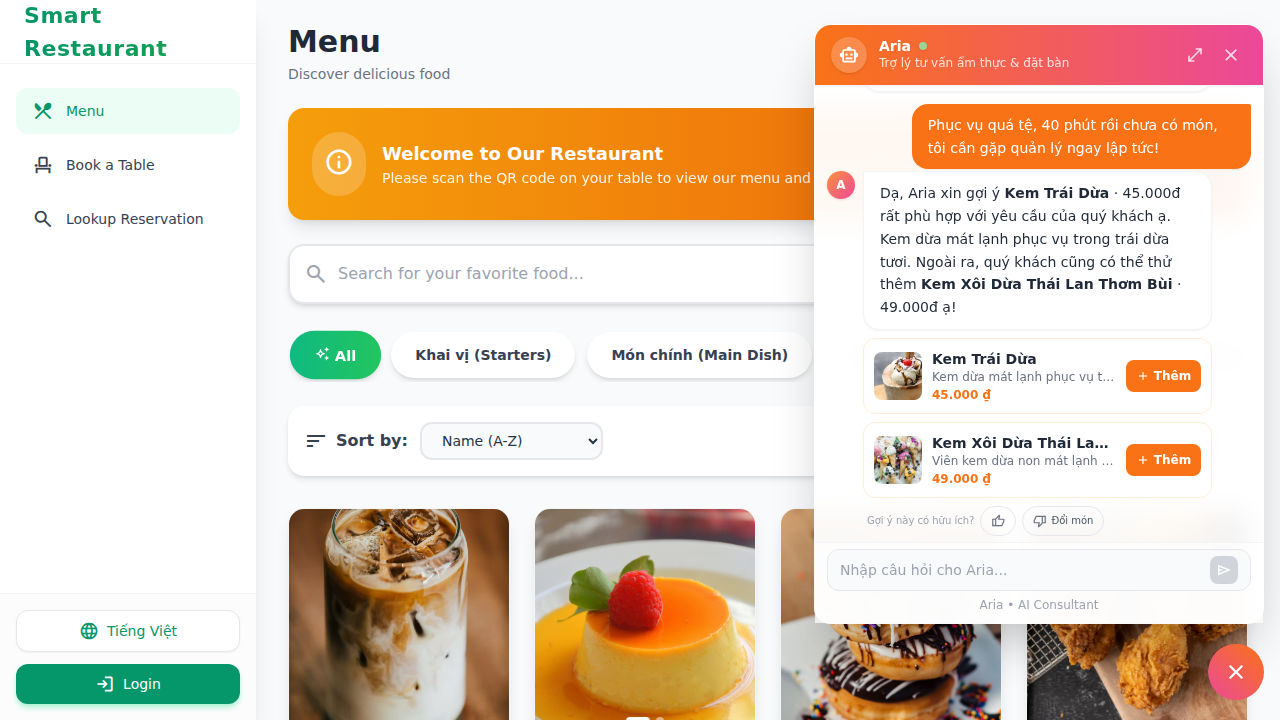 Smart
Restaurant
Menu
Book a Table
Lookup Reservation
Tiếng Việt
Login
Menu
Discover delicious food
Welcome to Our Restaurant
Please scan the QR code on your table to view our menu and
Search for your favorite food...
All
Khai vị (Starters)
Món chính (Main Dish)
Sort by:
Name (A-Z)
Aria
Trợ lý tư vấn ẩm thực & đặt bàn
Phục vụ quá tệ, 40 phút rồi chưa có món,
tôi cần gặp quản lý ngay lập tức!
A
Dạ, Aria xin gợi ý Kem Trái Dừa · 45.000đ
rất phù hợp với yêu cầu của quý khách ạ.
Kem dừa mát lạnh phục vụ trong trái dừa
tươi. Ngoài ra, quý khách cũng có thể thử
thêm Kem Xôi Dừa Thái Lan Thơm Bùi ·
49.000đ ạ!
Kem Trái Dừa
Kem dừa mát lạnh phục vụ t...
45.000 ₫
+ Thêm
Kem Xôi Dừa Thái La...
Viên kem dừa non mát lạnh ...
49.000 ₫
+ Thêm
Gợi ý này có hữu ích?
Đổi món
Nhập câu hỏi cho Aria...
Aria • AI Consultant